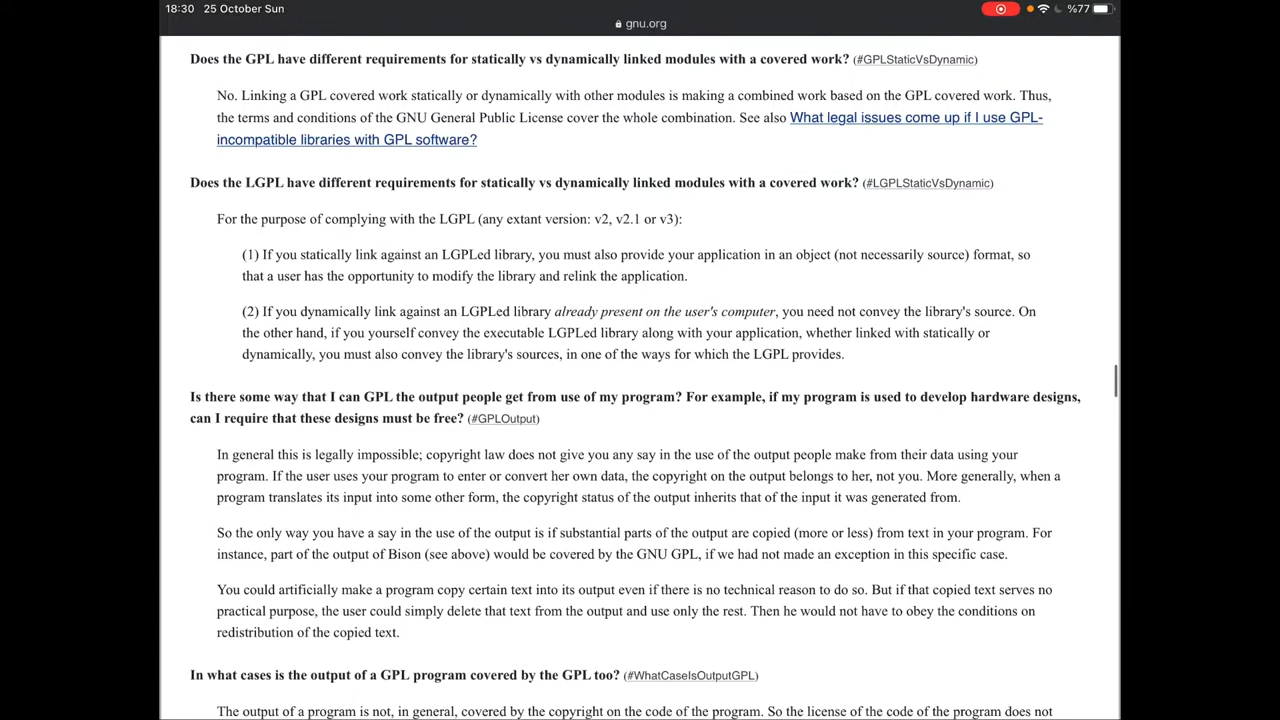 18:30 25 October Sun
%77
gnu.org
Does the GPL have different requirements for statically vs dynamically linked modules with a covered work? (#GPLStaticVsDynamic)
No. Linking a GPL covered work statically or dynamically with other modules is making a combined work based on the GPL covered work. Thus,
the terms and conditions of the GNU General Public License cover the whole combination. See also What legal issues come up if I use GPL-
incompatible libraries with GPL software?
Does the LGPL have different requirements for statically vs dynamically linked modules with a covered work? (#LGPLStaticVsDynamic)
For the purpose of complying with the LGPL (any extant version: v2, v2.1 or v3):
(1) If you statically link against an LGPLed library, you must also provide your application in an object (not necessarily source) format, so
that a user has the opportunity to modify the library and relink the application.
(2) If you dynamically link against an LGPLed library already present on the user's computer, you need not convey the library's source. On
the other hand, if you yourself convey the executable LGPLed library along with your application, whether linked with statically or
dynamically, you must also convey the library's sources, in one of the ways for which the LGPL provides.
Is there some way that I can GPL the output people get from use of my program? For example, if my program is used to develop hardware designs,
can I require that these designs must be free? (#GPLOutput)
In general this is legally impossible; copyright law does not give you any say in the use of the output people make from their data using your
program. If the user uses your program to enter or convert her own data, the copyright on the output belongs to her, not you. More generally, when a
program translates its input into some other form, the copyright status of the output inherits that of the input it was generated from.
So the only way you have a say in the use of the output is if substantial parts of the output are copied (more or less) from text in your program. For
instance, part of the output of Bison (see above) would be covered by the GNU GPL, if we had not made an exception in this specific case.
You could artificially make a program copy certain text into its output even if there is no technical reason to do so. But if that copied text serves no
practical purpose, the user could simply delete that text from the output and use only the rest. Then he would not have to obey the conditions on
redistribution of the copied text.
In what cases is the output of a GPL program covered by the GPL too? (#WhatCaseIsOutputGPL)
The output of a program is not, in general, covered by the copyright on the code of the program. So the license of the code of the program does not